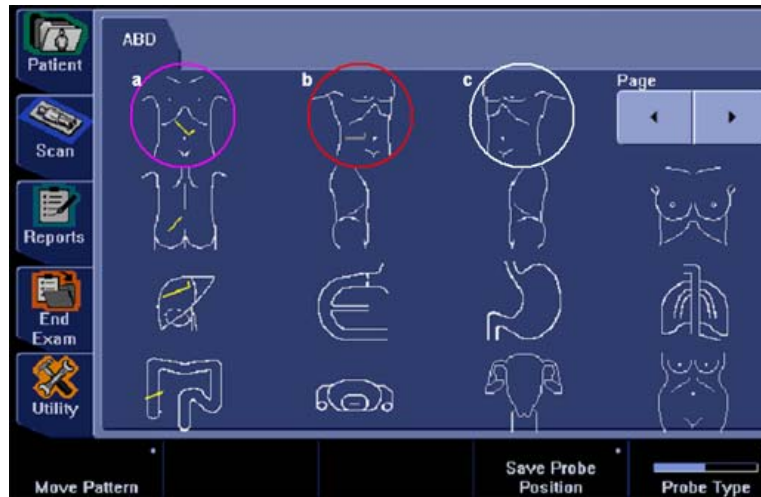 Patient
Scan
Reports
End
Exam
Utility
ABD
a
b
c
Page
Move Pattern
Save Probe
Position
Probe Type